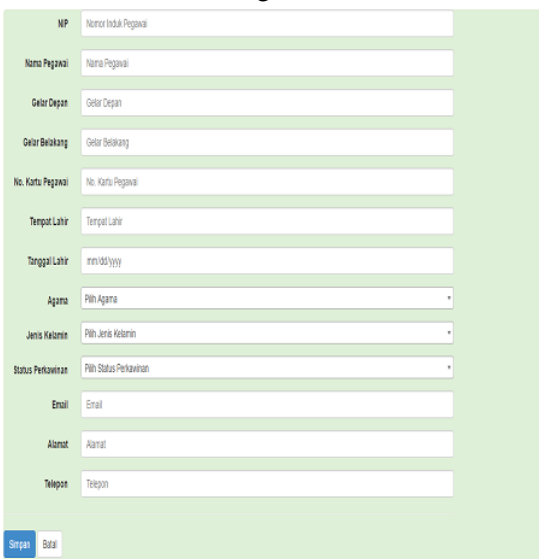 NIP Nomor Induk Pegawai
Nama Pegawai Nama Pegawai
Gelar Depan Gelar Depan
Gelar Belakang Gelar Belakang
No. Kartu Pegawai No. Kartu Pegawai
Tempat Lahir Tempat Lahir
Tanggal Lahir mm/dd/yyyy
Agama Pilih Agama
Jenis Kelamin Pilih Jenis Kelamin
Status Perkawinan Pilih Status Perkawinan
Email Email
Alamat Alamat
Telepon Telepon
Simpan Batal